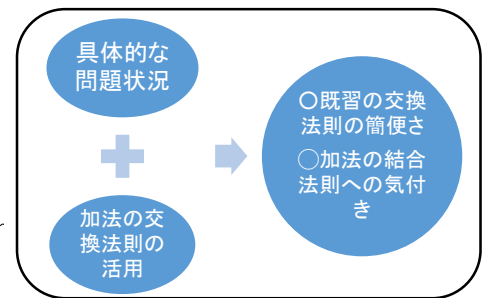 具体的な
問題状況
加法の交
換法則の
活用
〇既習の交換
法則の簡便さ
◯加法の結合
法則への気付
き